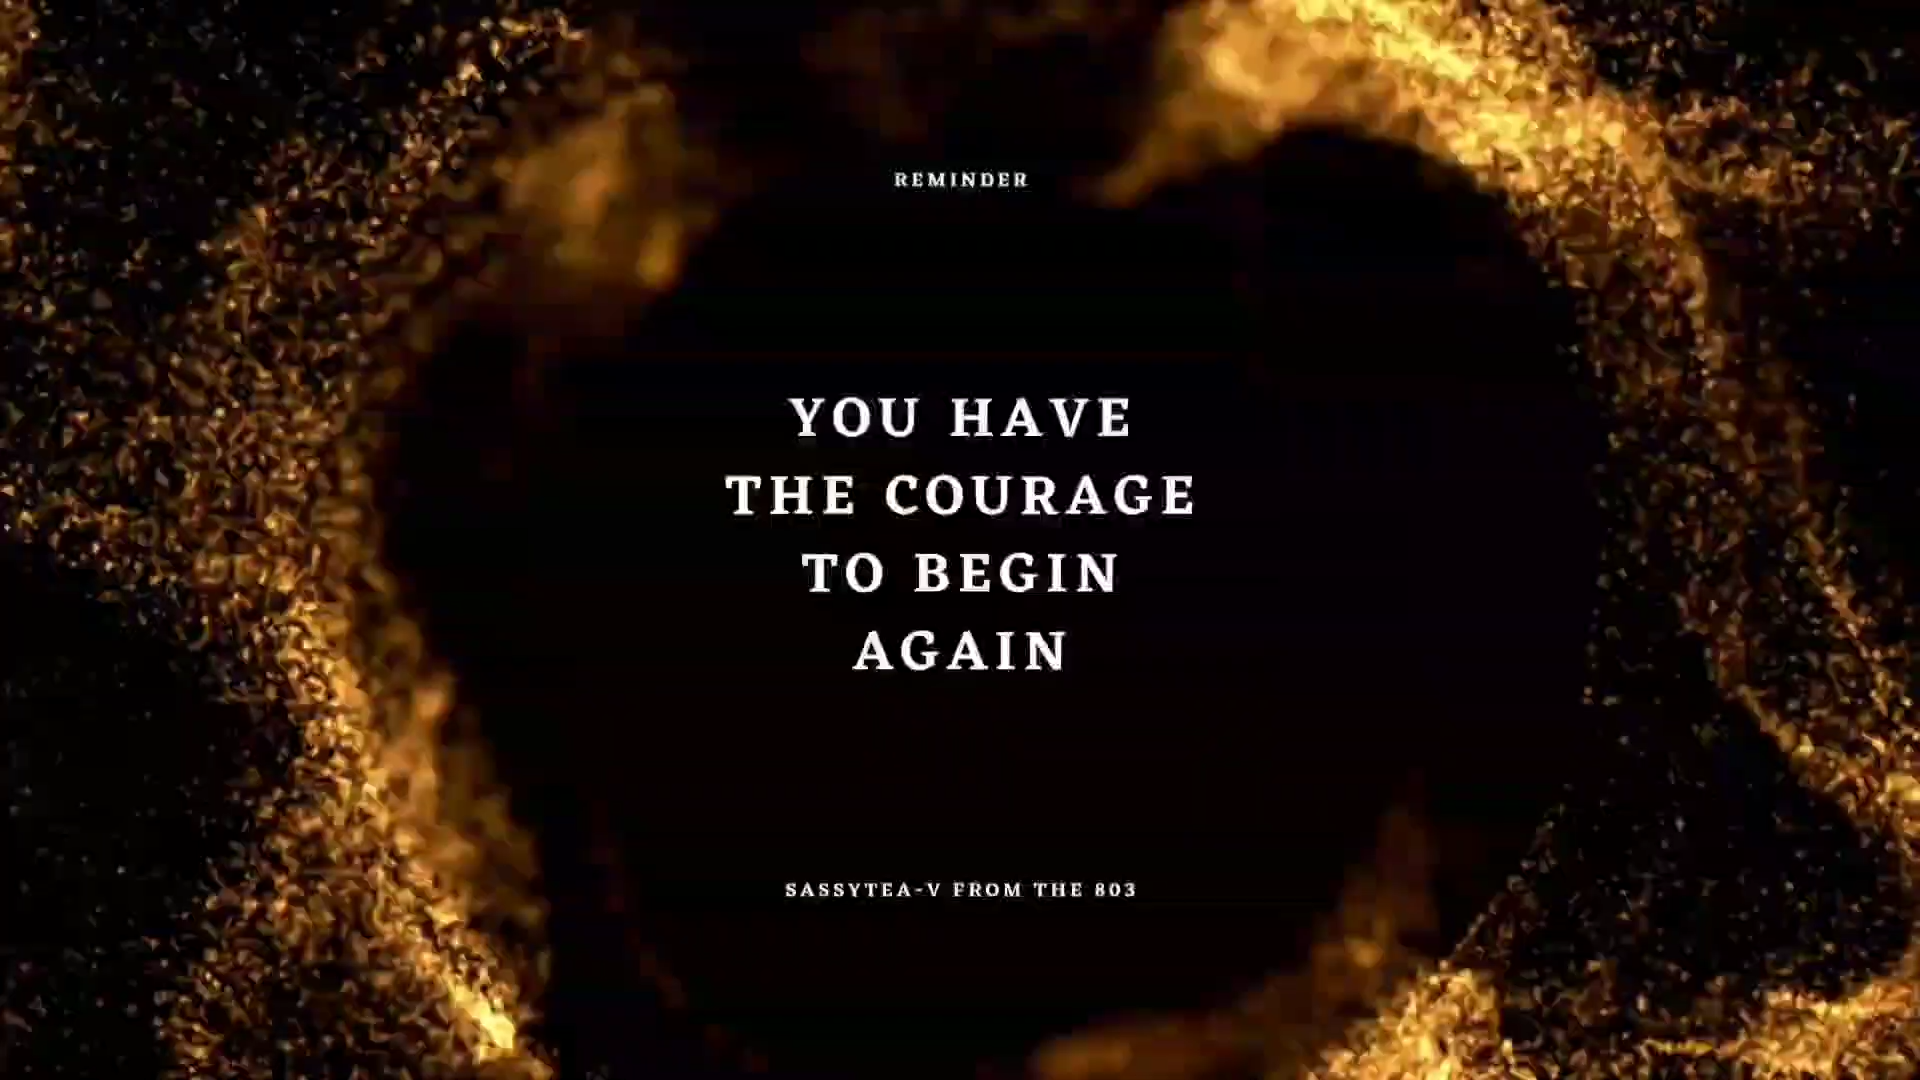 REMINDER
YOU HAVE
THE COURAGE
TO BEGIN
AGAIN
SASSYTEA-V FROM THE 803